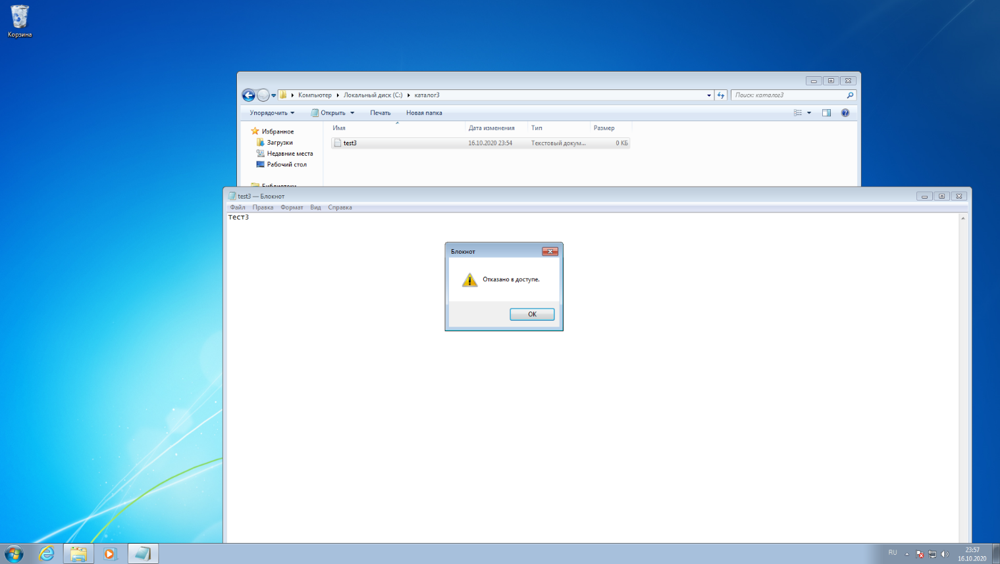 Корзина
Компьютер
Локальный диск (C:)
каталог3
Поиск: каталог3
Упорядочить
Открыть
Печать
Новая папка
Имя
Дата изменения
Тип
Размер
Избранное
Загрузки
Недавние места
Рабочий стол
Библиотеки
test3
16.10.2020 23:54
Текстовый докум...
0 КБ
test3 — Блокнот
Файл
Правка
Формат
Вид
Справка
Тест3
Блокнот
Отказано в доступе.
ОК
RU
23:57
16.10.2020